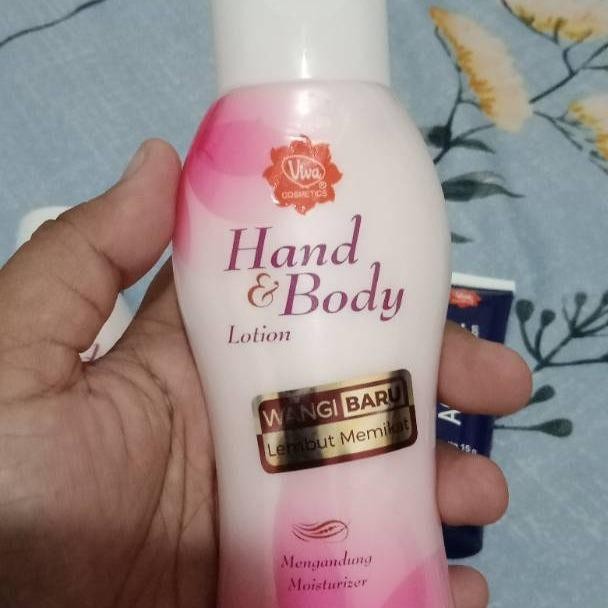 Viva®
COSMETICS
Hand
& Body
Lotion
WANGI BARU
Lembut Memikat
Mengandung
Moisturizer